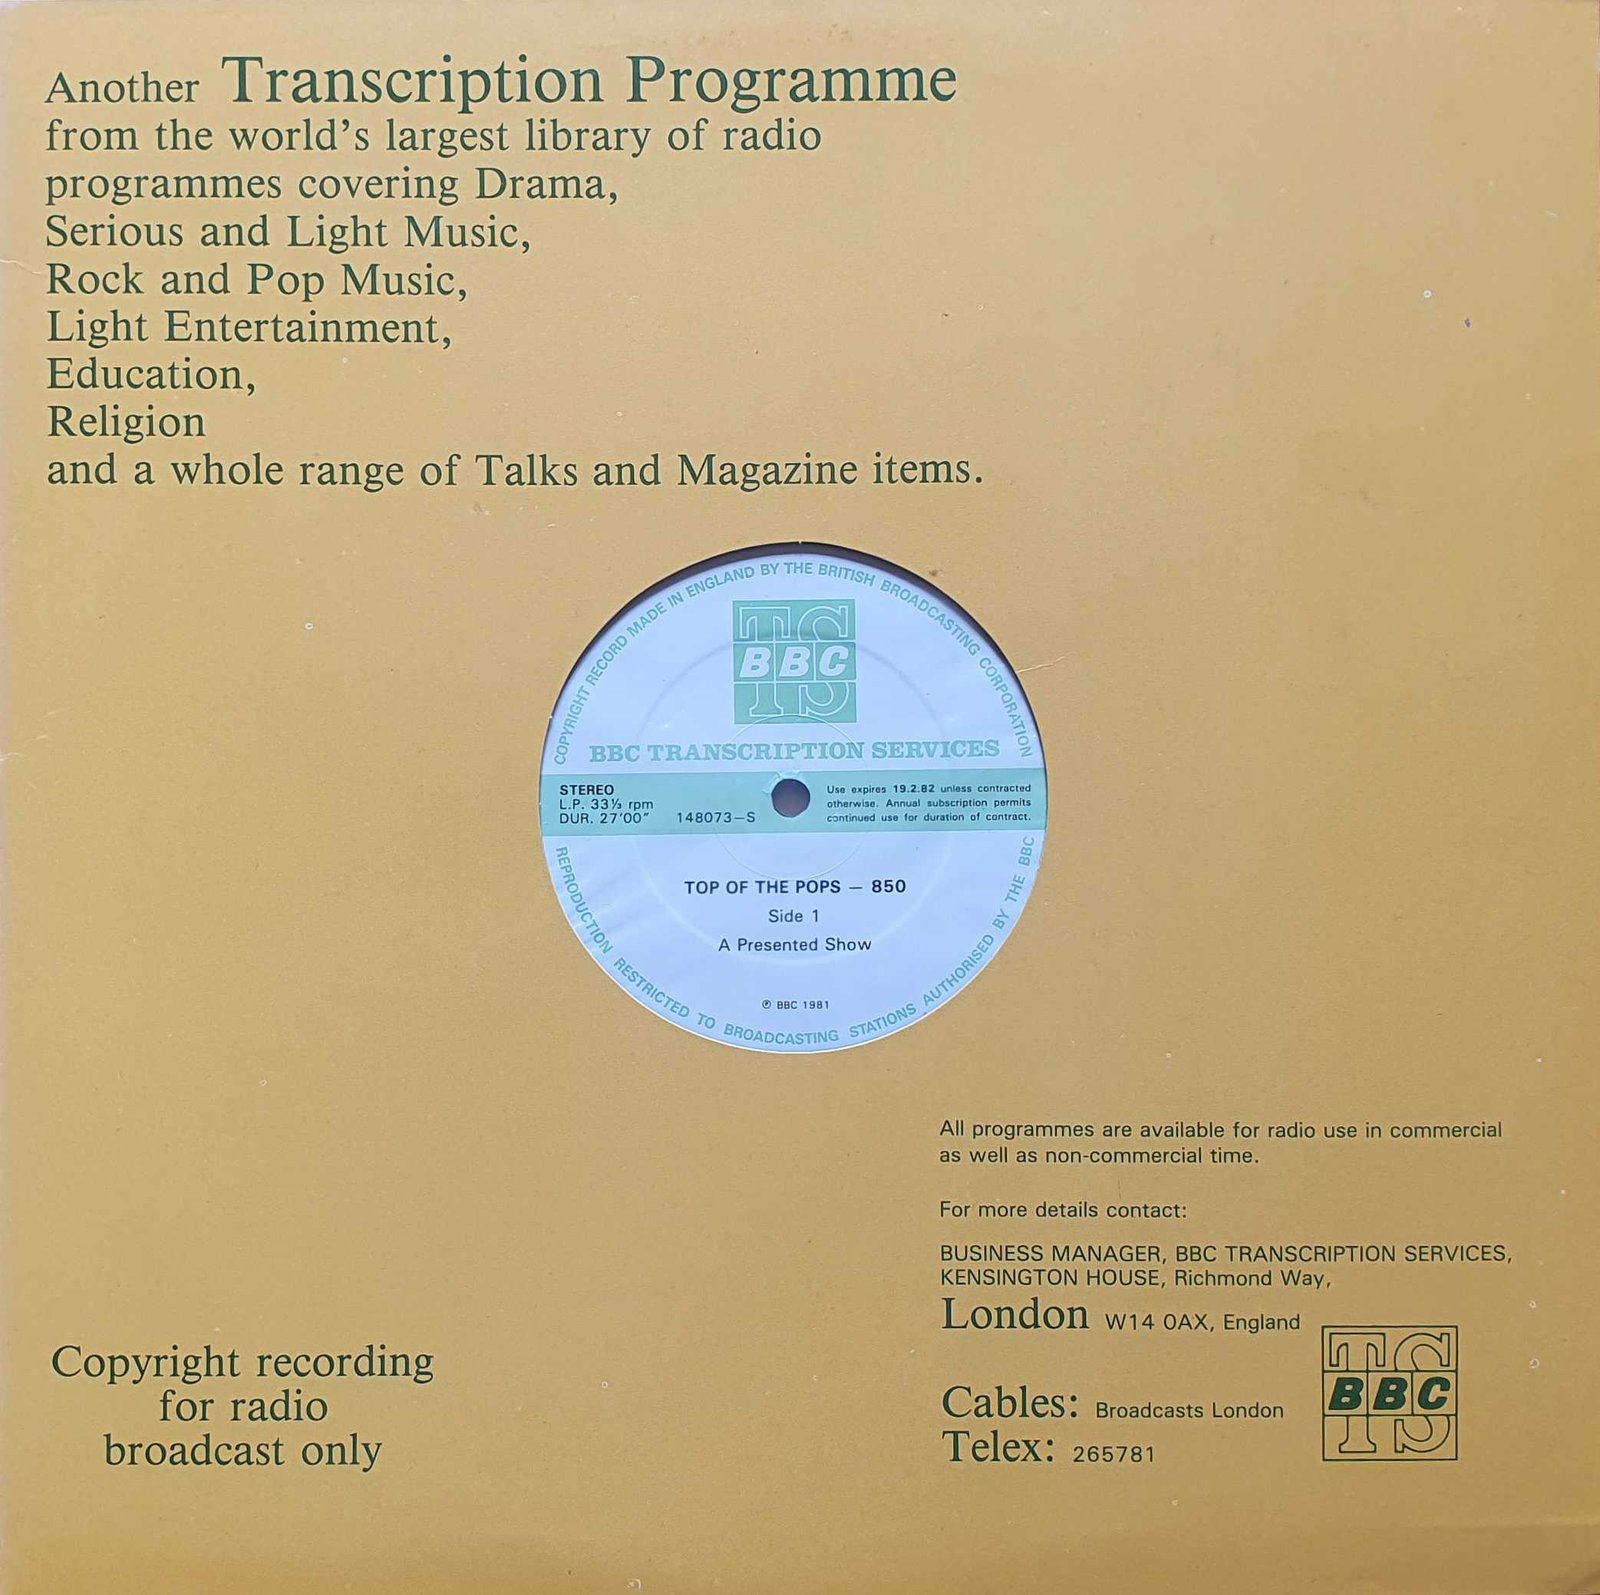 Another Transcription Programme
from the world's largest library of radio
programmes covering Drama,
Serious and Light Music,
Rock and Pop Music,
Light Entertainment,
Education,
Religion
and a whole range of Talks and Magazine items.
COPYRIGHT RECORD MADE IN ENGLAND BY THE BRITISH BROADCASTING CORPORATION
TS
BBC
TS
BBC TRANSCRIPTION SERVICES
STEREO
L.P. 33⅓ rpm
DUR. 27'00" 148073–S
Use expires 19.2.82 unless contracted
otherwise. Annual subscription permits
continued use for duration of contract.
TOP OF THE POPS — 850
Side 1
A Presented Show
℗ BBC 1981
REPRODUCTION RESTRICTED TO BROADCASTING STATIONS AUTHORISED BY THE BBC
All programmes are available for radio use in commercial
as well as non-commercial time.
For more details contact:
BUSINESS MANAGER, BBC TRANSCRIPTION SERVICES,
KENSINGTON HOUSE, Richmond Way,
London W14 0AX, England
Cables: Broadcasts London
Telex: 265781
TS
BBC
TS
Copyright recording
for radio
broadcast only